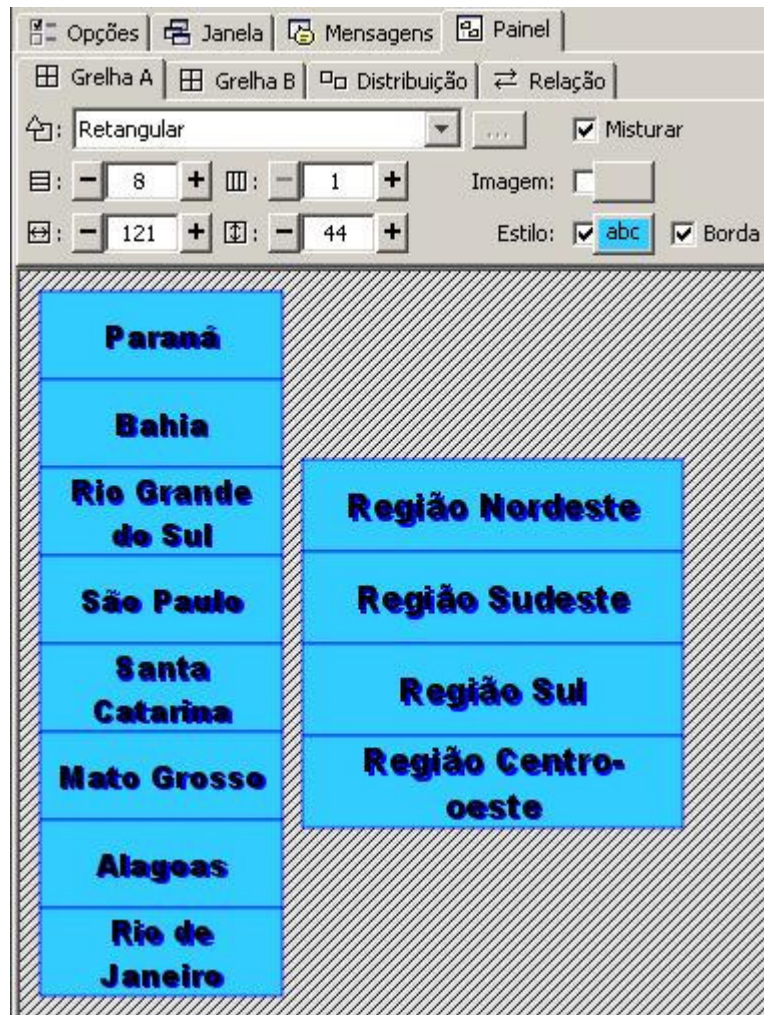 Opções Janela Mensagens Painel
Grelha A Grelha B Distribuição Relação
: Retangular ... Misturar
: 8 : 1 Imagem:
: 121 : 44 Estilo: abc Borda
Paraná
Bahia
Rio Grande
do Sul
São Paulo
Santa
Catarina
Mato Grosso
Alagoas
Rio de
Janeiro
Região Nordeste
Região Sudeste
Região Sul
Região Centro-
oeste